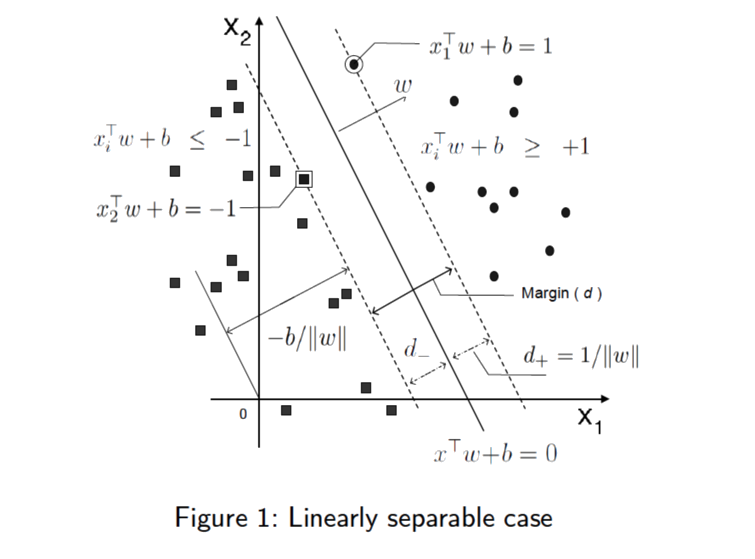 X₂
x₁ᵀw + b = 1
w
xᵢᵀw + b ≤ −1
xᵢᵀw + b ≥ +1
x₂ᵀw + b = −1
Margin ( d )
−b/‖w‖
d₋
d₊ = 1/‖w‖
0
X₁
xᵀw+b = 0
Figure 1: Linearly separable case